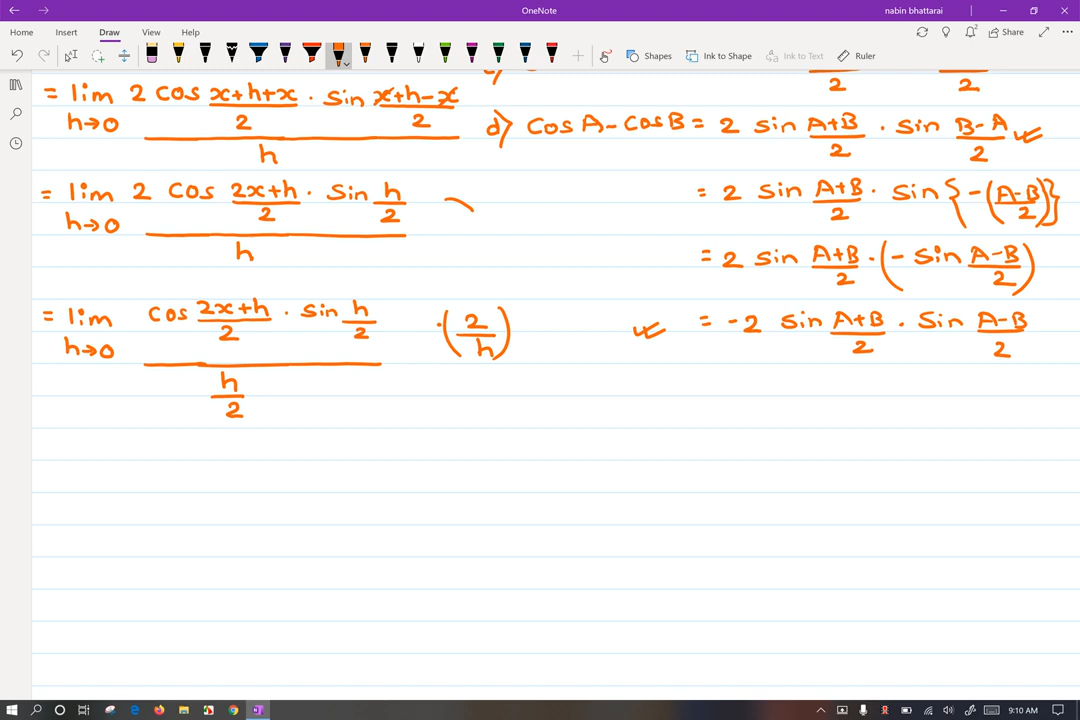 OneNote
nabin bhattarai
Home Insert Draw View Help
Share
Shapes
Ink to Shape
Ink to Text
Ruler
= lim h→0 2 cos x+h+x/2 · sin x+h-x/2
h
= lim h→0 2 cos 2x+h/2 · sin h/2
h
= lim h→0 cos 2x+h/2 · sin h/2 · (2/h)
h/2
2 2
d) Cos A - Cos B = 2 sin A+B/2 · sin B-A/2
= 2 sin A+B/2 · sin {-(A-B/2)}
= 2 sin A+B/2 · (- sin A-B/2)
= -2 sin A+B/2 · sin A-B/2
9:10 AM